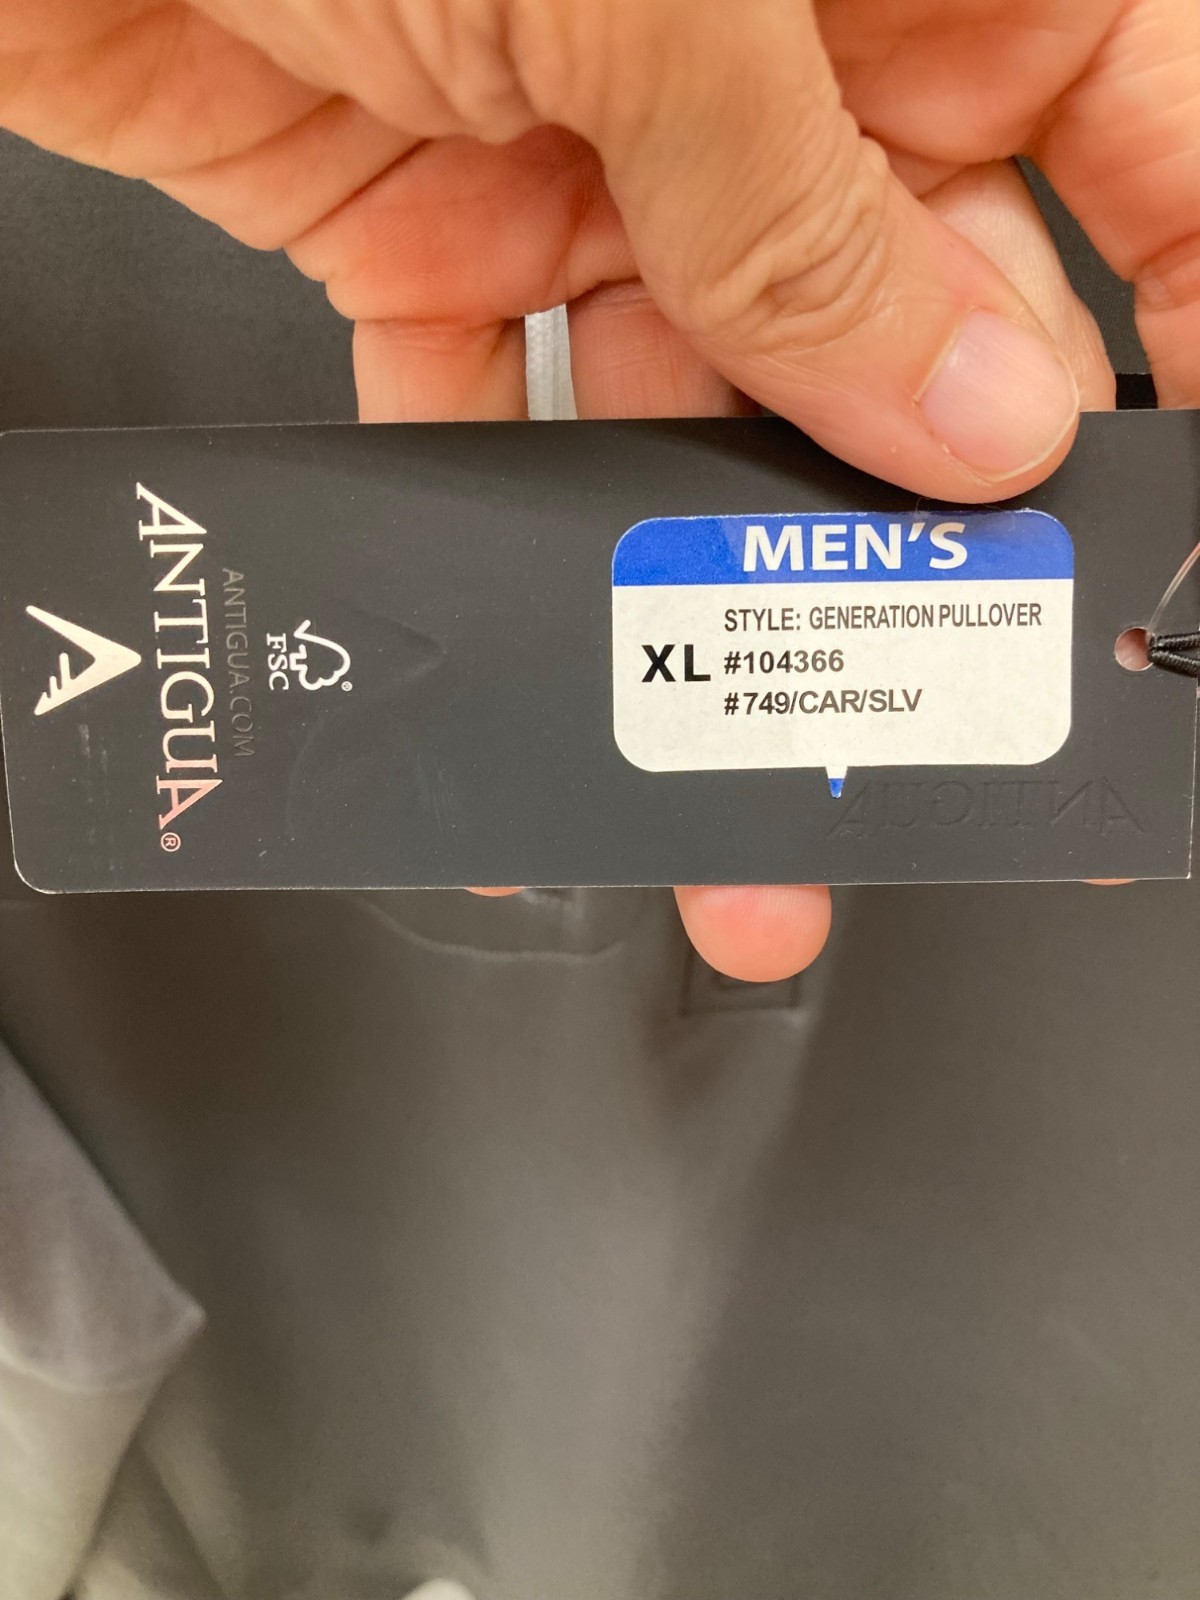 MEN'S
STYLE: GENERATION PULLOVER
XL #104366
#749/CAR/SLV
ANTIGUA®
ANTIGUA.COM
FSC®
ANTIGUA